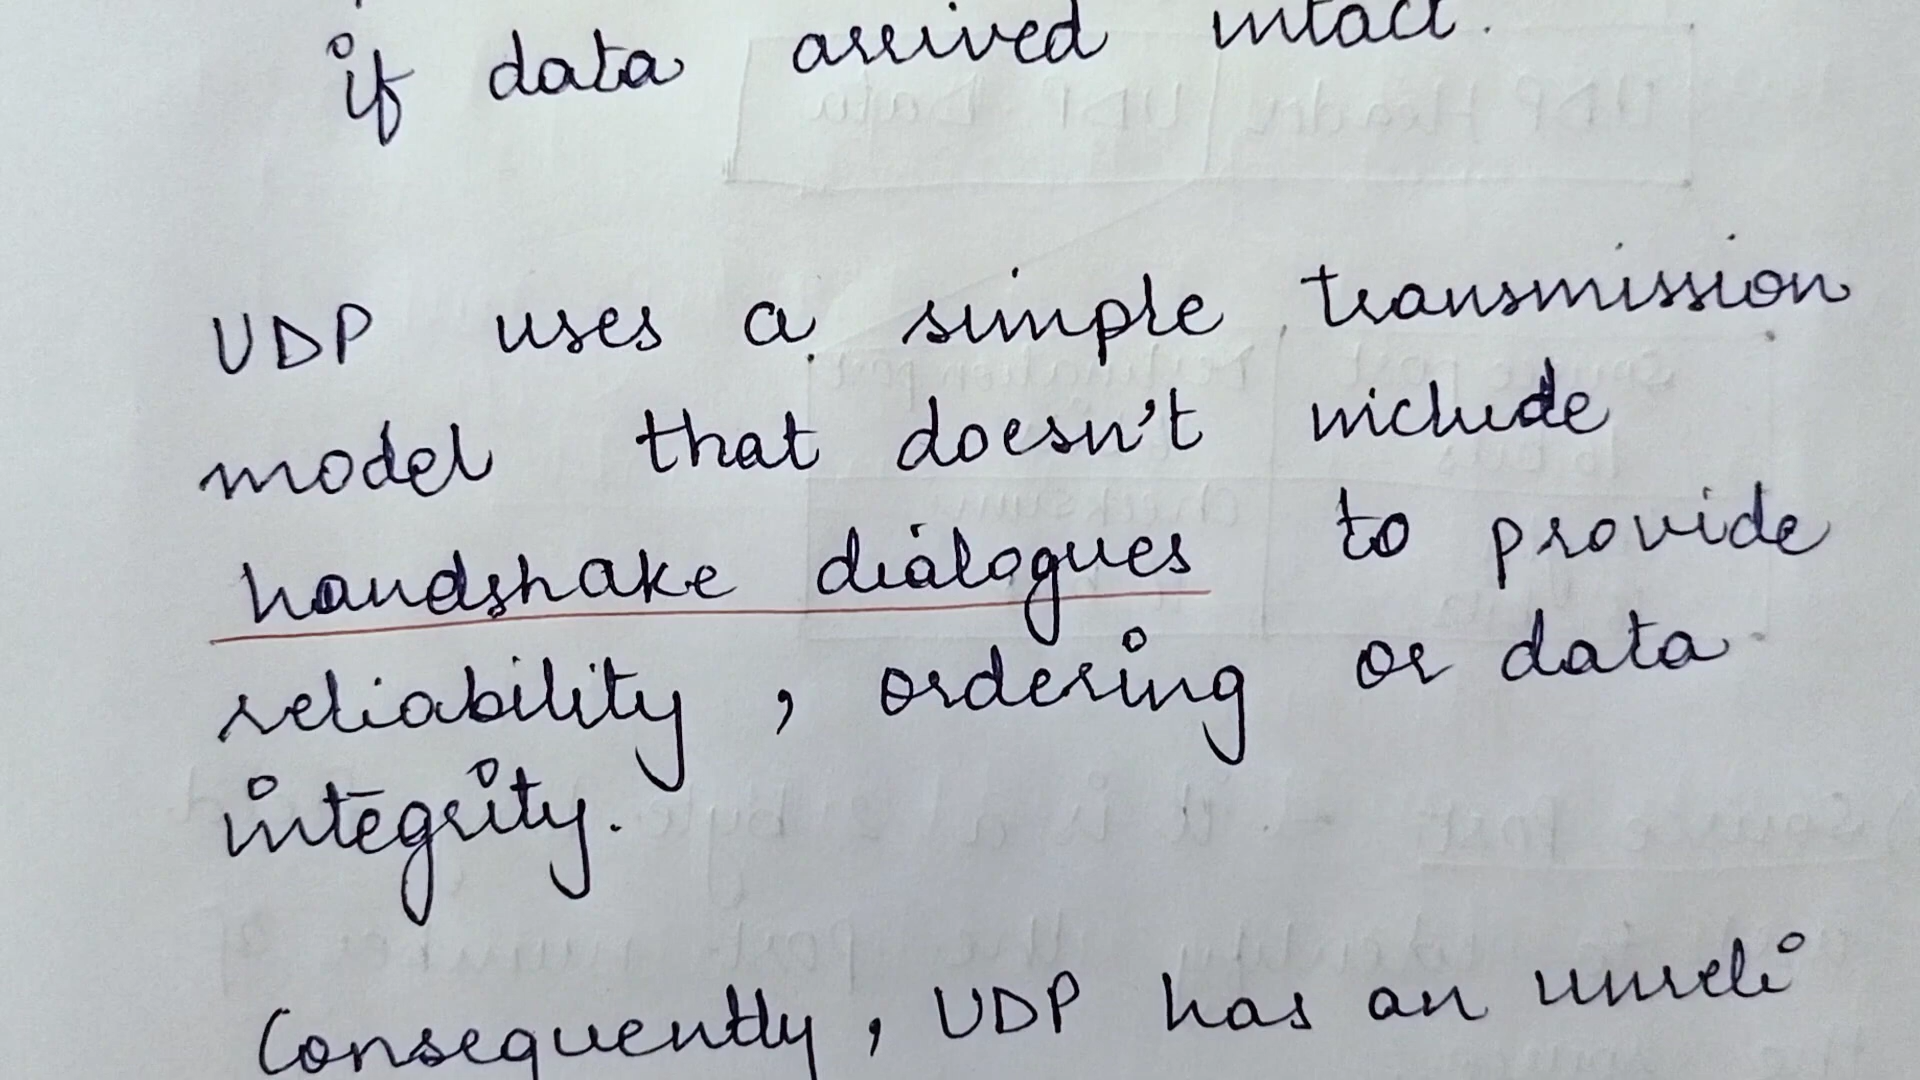 if data arrived intact.
UDP uses a simple transmission
model that doesn't include
handshake dialogues to provide
reliability, ordering or data
integrity.
Consequently, UDP has an unreli